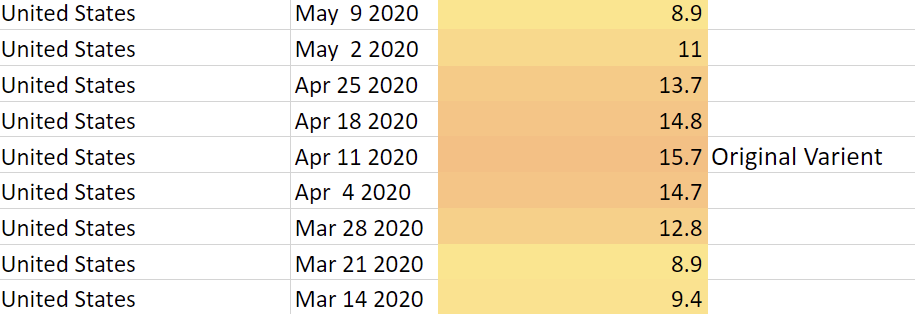 United States May 9 2020 8.9
United States May 2 2020 11
United States Apr 25 2020 13.7
United States Apr 18 2020 14.8
United States Apr 11 2020 15.7 Original Varient
United States Apr 4 2020 14.7
United States Mar 28 2020 12.8
United States Mar 21 2020 8.9
United States Mar 14 2020 9.4